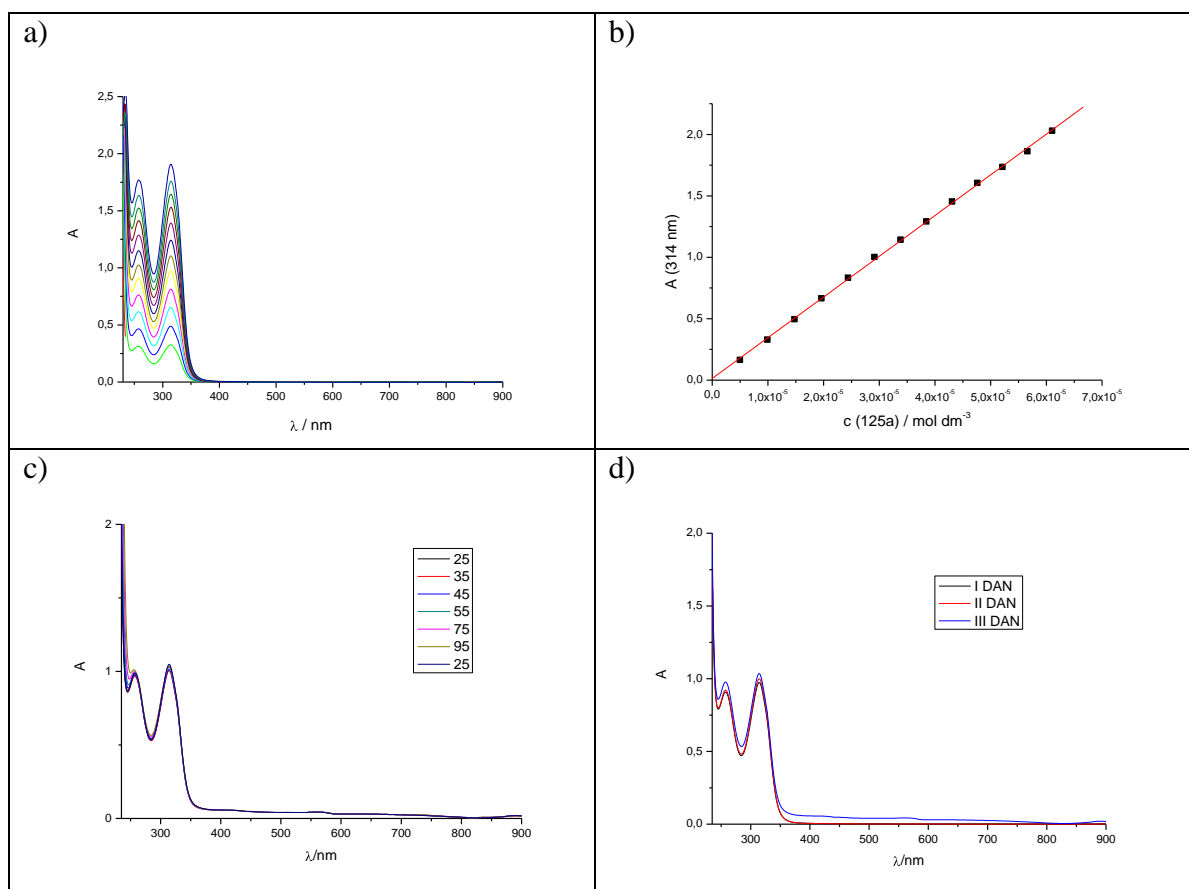 a)
2,5
2,0
1,5
1,0
0,5
0,0
A
300 400 500 600 700 800 900
λ / nm
b)
2,0
1,5
1,0
0,5
0,0
A (314 nm)
0,0 1,0x10⁻⁵ 2,0x10⁻⁵ 3,0x10⁻⁵ 4,0x10⁻⁵ 5,0x10⁻⁵ 6,0x10⁻⁵ 7,0x10⁻⁵
c (125a) / mol dm⁻³
c)
2
1
0
A
25
35
45
55
75
95
25
300 400 500 600 700 800 900
λ/nm
d)
2,0
1,5
1,0
0,5
0,0
A
I DAN
II DAN
III DAN
300 400 500 600 700 800 900
λ/nm